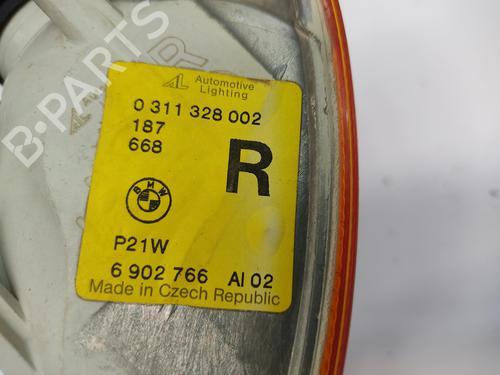 B-PARTS
AL Automotive
Lighting
0 311 328 002
187
668
R
BMW
P21W
6 902 766 AI 02
Made in Czech Republic